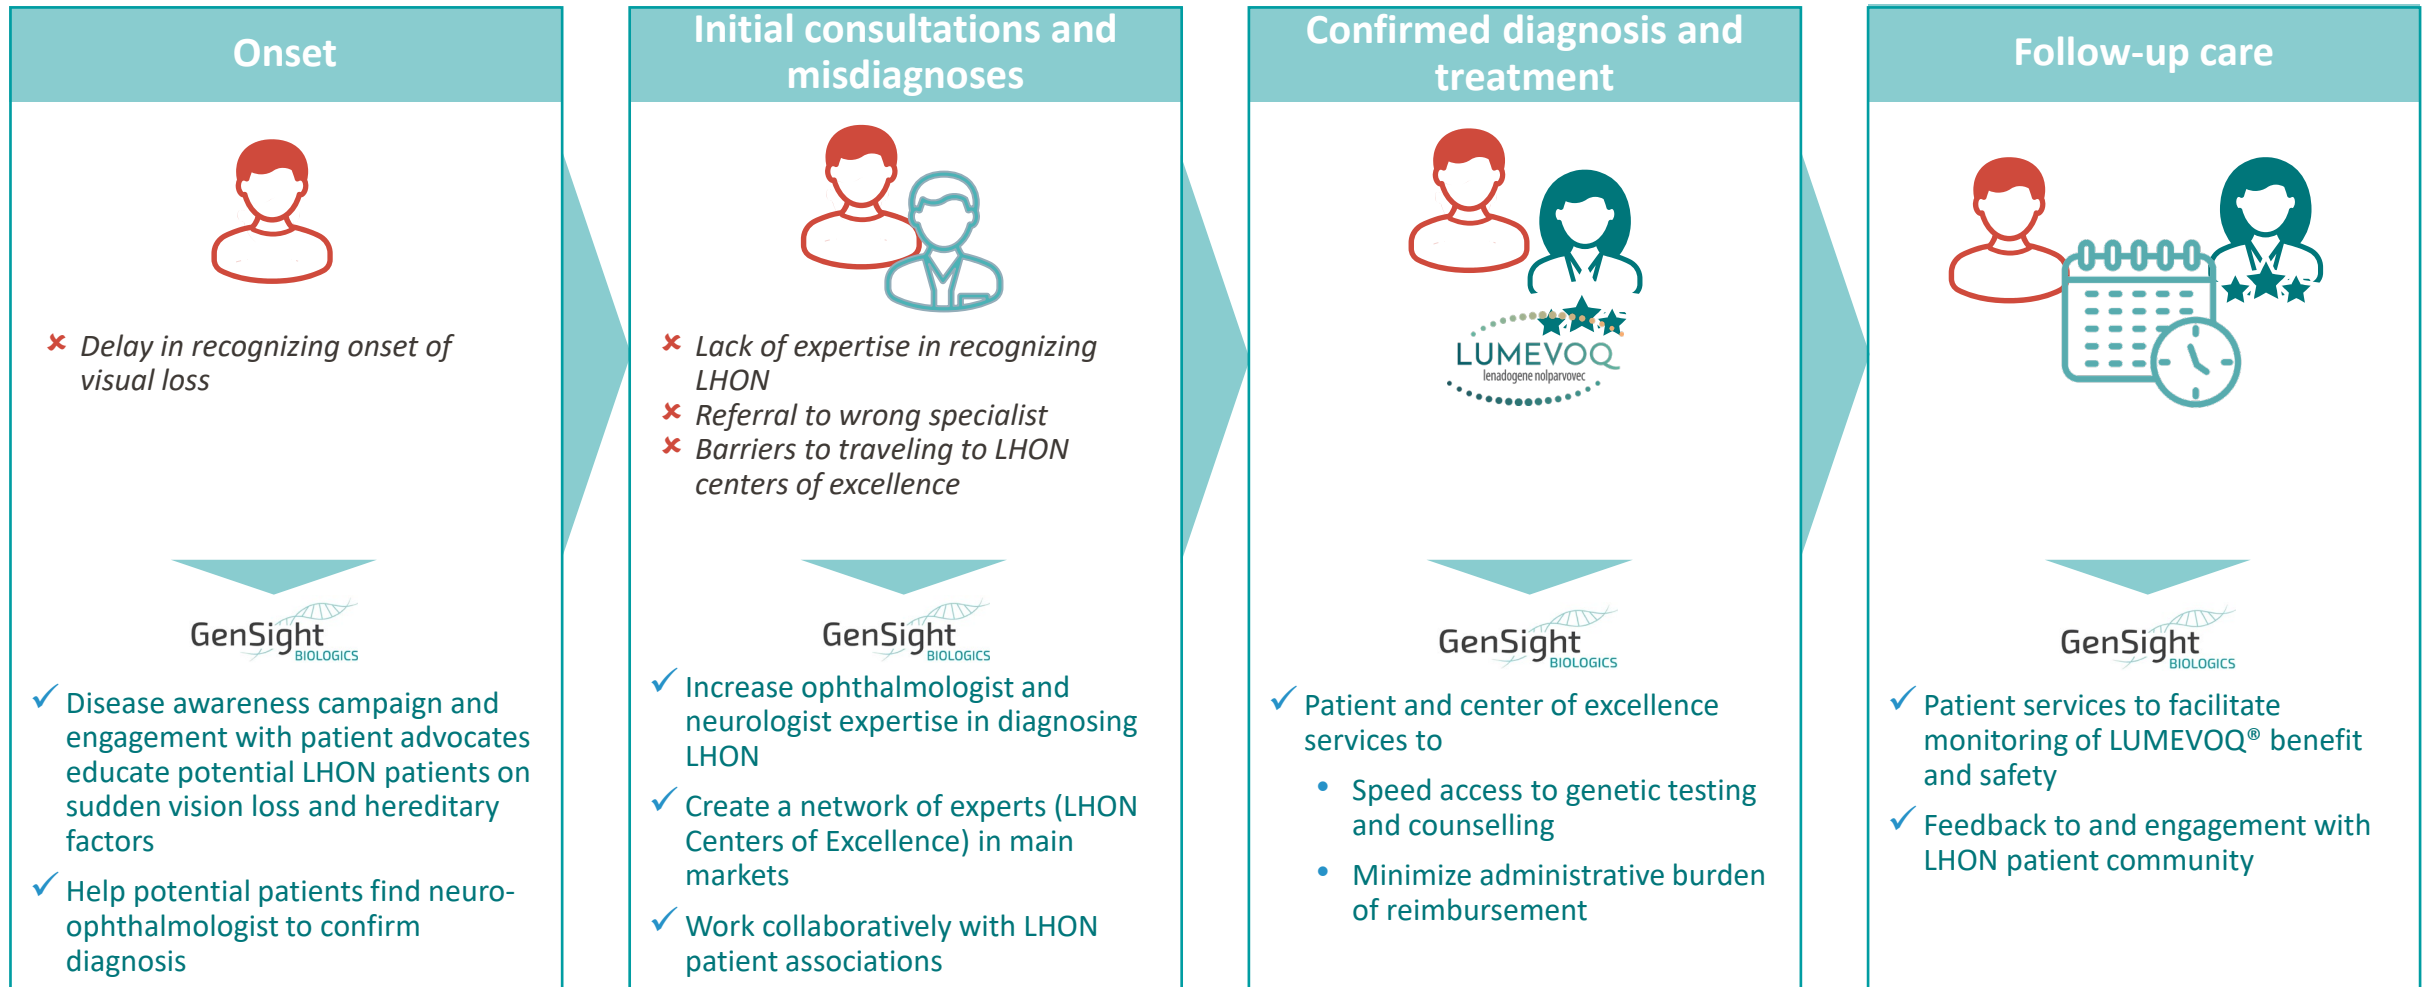 Onset
✘ Delay in recognizing onset of
visual loss
GenSight
BIOLOGICS
✓ Disease awareness campaign and
engagement with patient advocates
educate potential LHON patients on
sudden vision loss and hereditary
factors
✓ Help potential patients find neuro-
ophthalmologist to confirm
diagnosis
Initial consultations and
misdiagnoses
✘ Lack of expertise in recognizing
LHON
✘ Referral to wrong specialist
✘ Barriers to traveling to LHON
centers of excellence
GenSight
BIOLOGICS
✓ Increase ophthalmologist and
neurologist expertise in diagnosing
LHON
✓ Create a network of experts (LHON
Centers of Excellence) in main
markets
✓ Work collaboratively with LHON
patient associations
Confirmed diagnosis and
treatment
LUMEVOQ
lenadogene nolparvovec
GenSight
BIOLOGICS
✓ Patient and center of excellence
services to
• Speed access to genetic testing
and counselling
• Minimize administrative burden
of reimbursement
Follow-up care
GenSight
BIOLOGICS
✓ Patient services to facilitate
monitoring of LUMEVOQ® benefit
and safety
✓ Feedback to and engagement with
LHON patient community